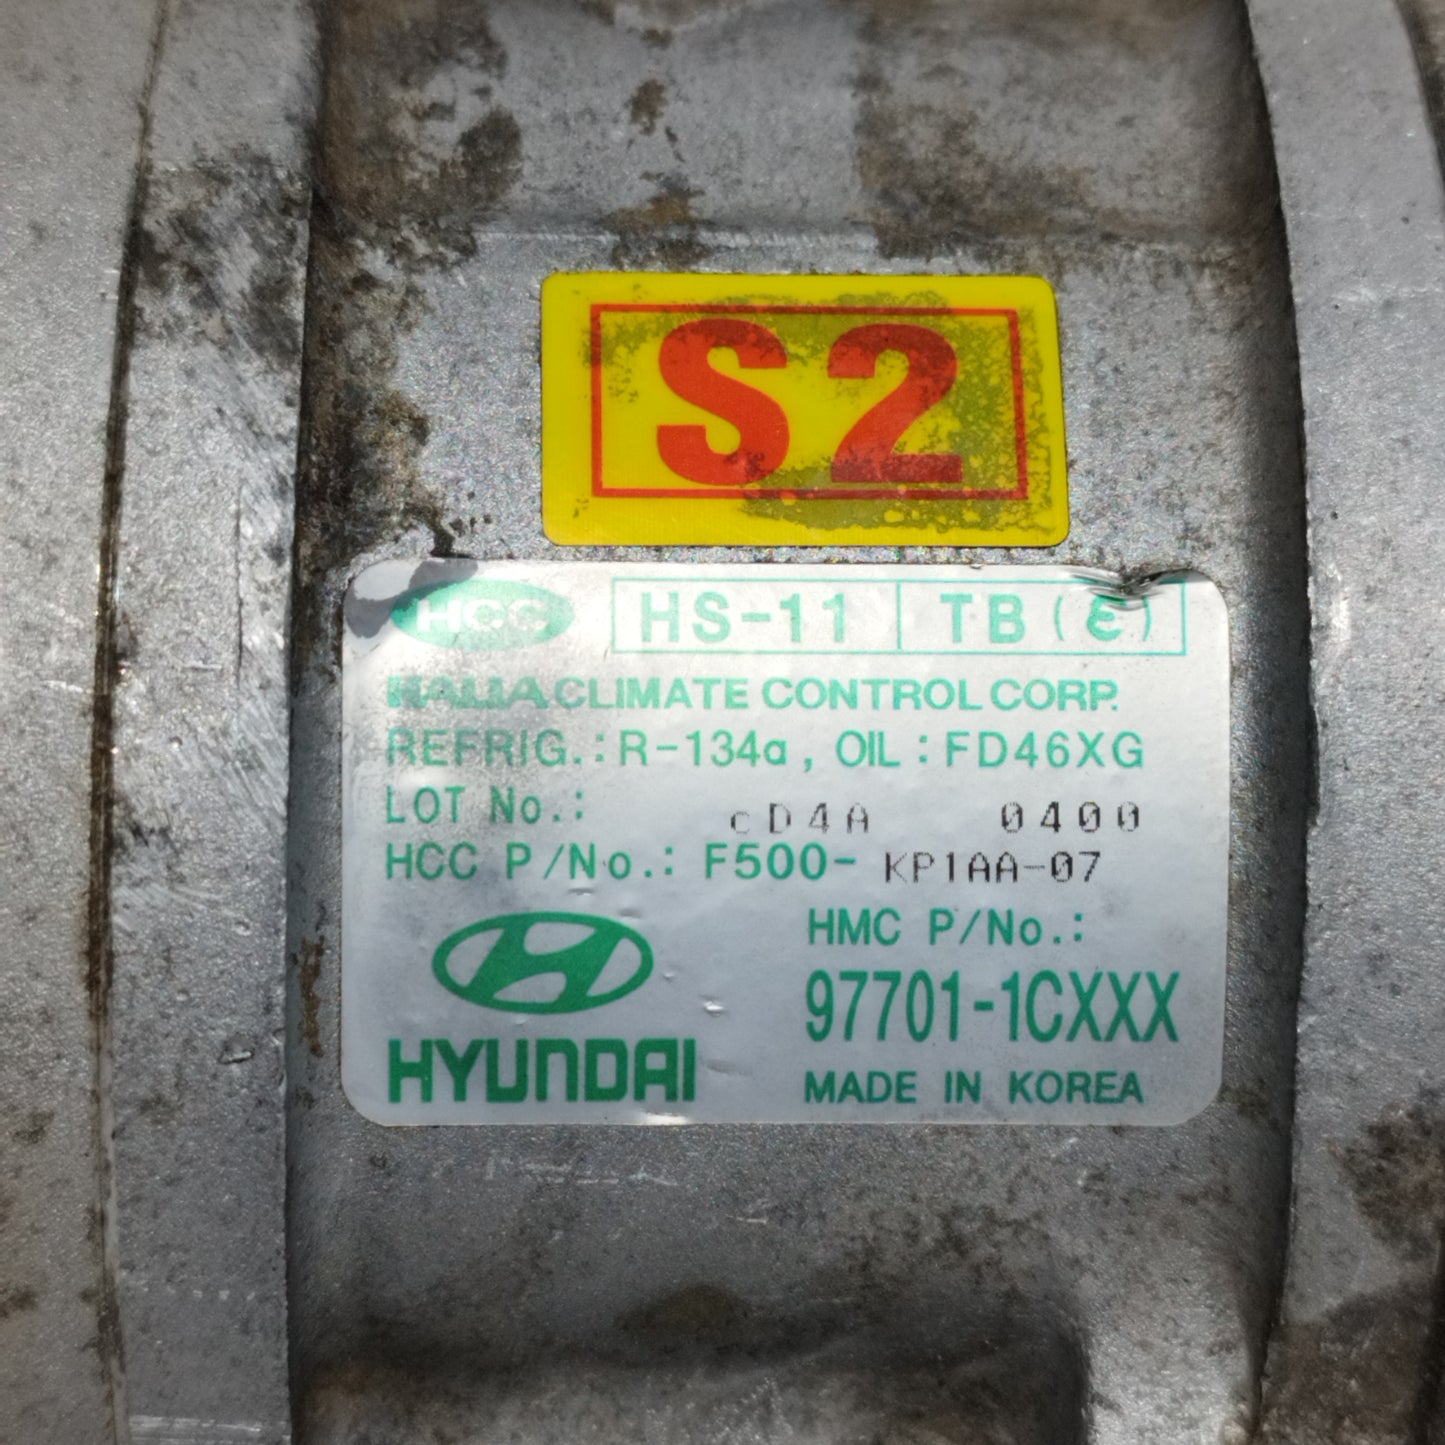 S2
HCC HS-11 TB (ε)
HALLA CLIMATE CONTROL CORP.
REFRIG.: R-134a, OIL : FD46XG
LOT No.: cD4A 0400
HCC P/No.: F500- KP1AA-07
HMC P/No.:
97701-1CXXX
HYUNDAI
MADE IN KOREA